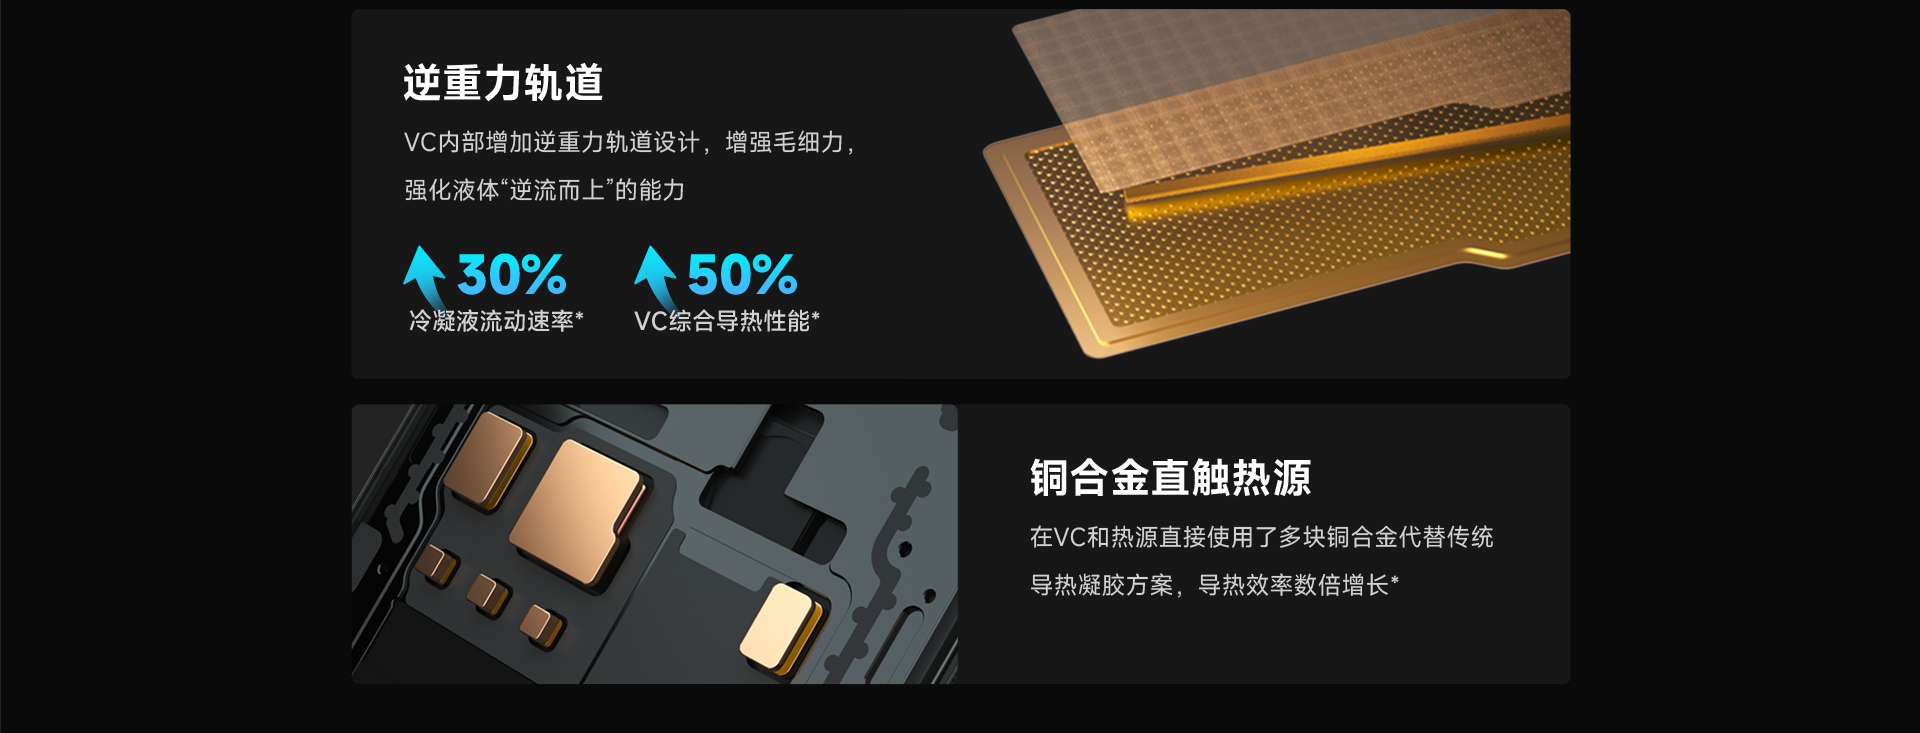 逆重力轨道
VC内部增加逆重力轨道设计，增强毛细力，
强化液体“逆流而上”的能力
30%
冷凝液流动速率*
50%
VC综合导热性能*
铜合金直触热源
在VC和热源直接使用了多块铜合金代替传统
导热凝胶方案，导热效率数倍增长*